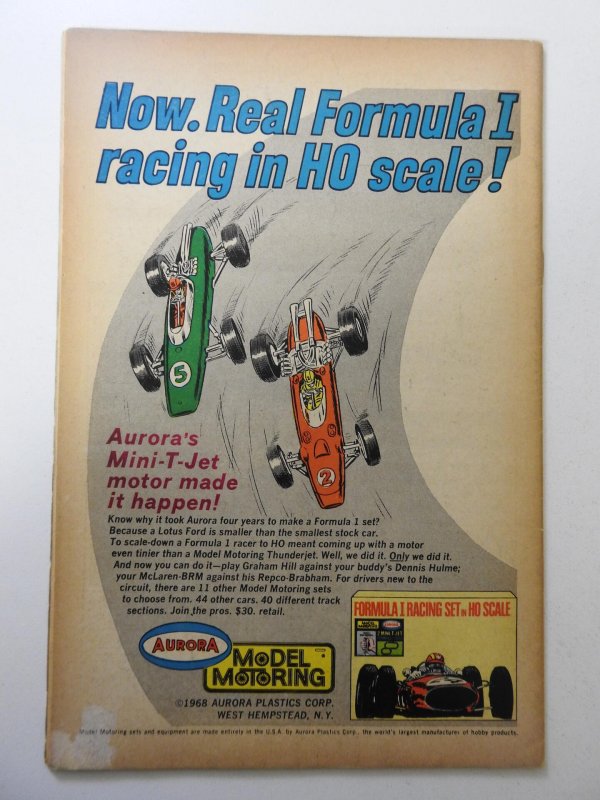 Now. Real Formula I
racing in HO scale!
5
2
Aurora's
Mini-T-Jet
motor made
it happen!
Know why it took Aurora four years to make a Formula 1 set?
Because a Lotus Ford is smaller than the smallest stock car.
To scale-down a Formula 1 racer to HO meant coming up with a motor
even tinier than a Model Motoring Thunderjet. Well, we did it. Only we did it.
And now you can do it—play Graham Hill against your buddy's Dennis Hulme;
your McLaren-BRM against his Repco-Brabham. For drivers new to the
circuit, there are 11 other Model Motoring sets
to choose from. 44 other cars. 40 different track
sections. Join the pros. $30. retail.
FORMULA I RACING SET IN HO SCALE
AURORA
MODEL
MOTORING
©1968 AURORA PLASTICS CORP.
WEST HEMPSTEAD, N.Y.
Model Motoring sets and equipment are made entirely in the U.S.A. by Aurora Plastics Corp., the world's largest manufacturer of hobby products.